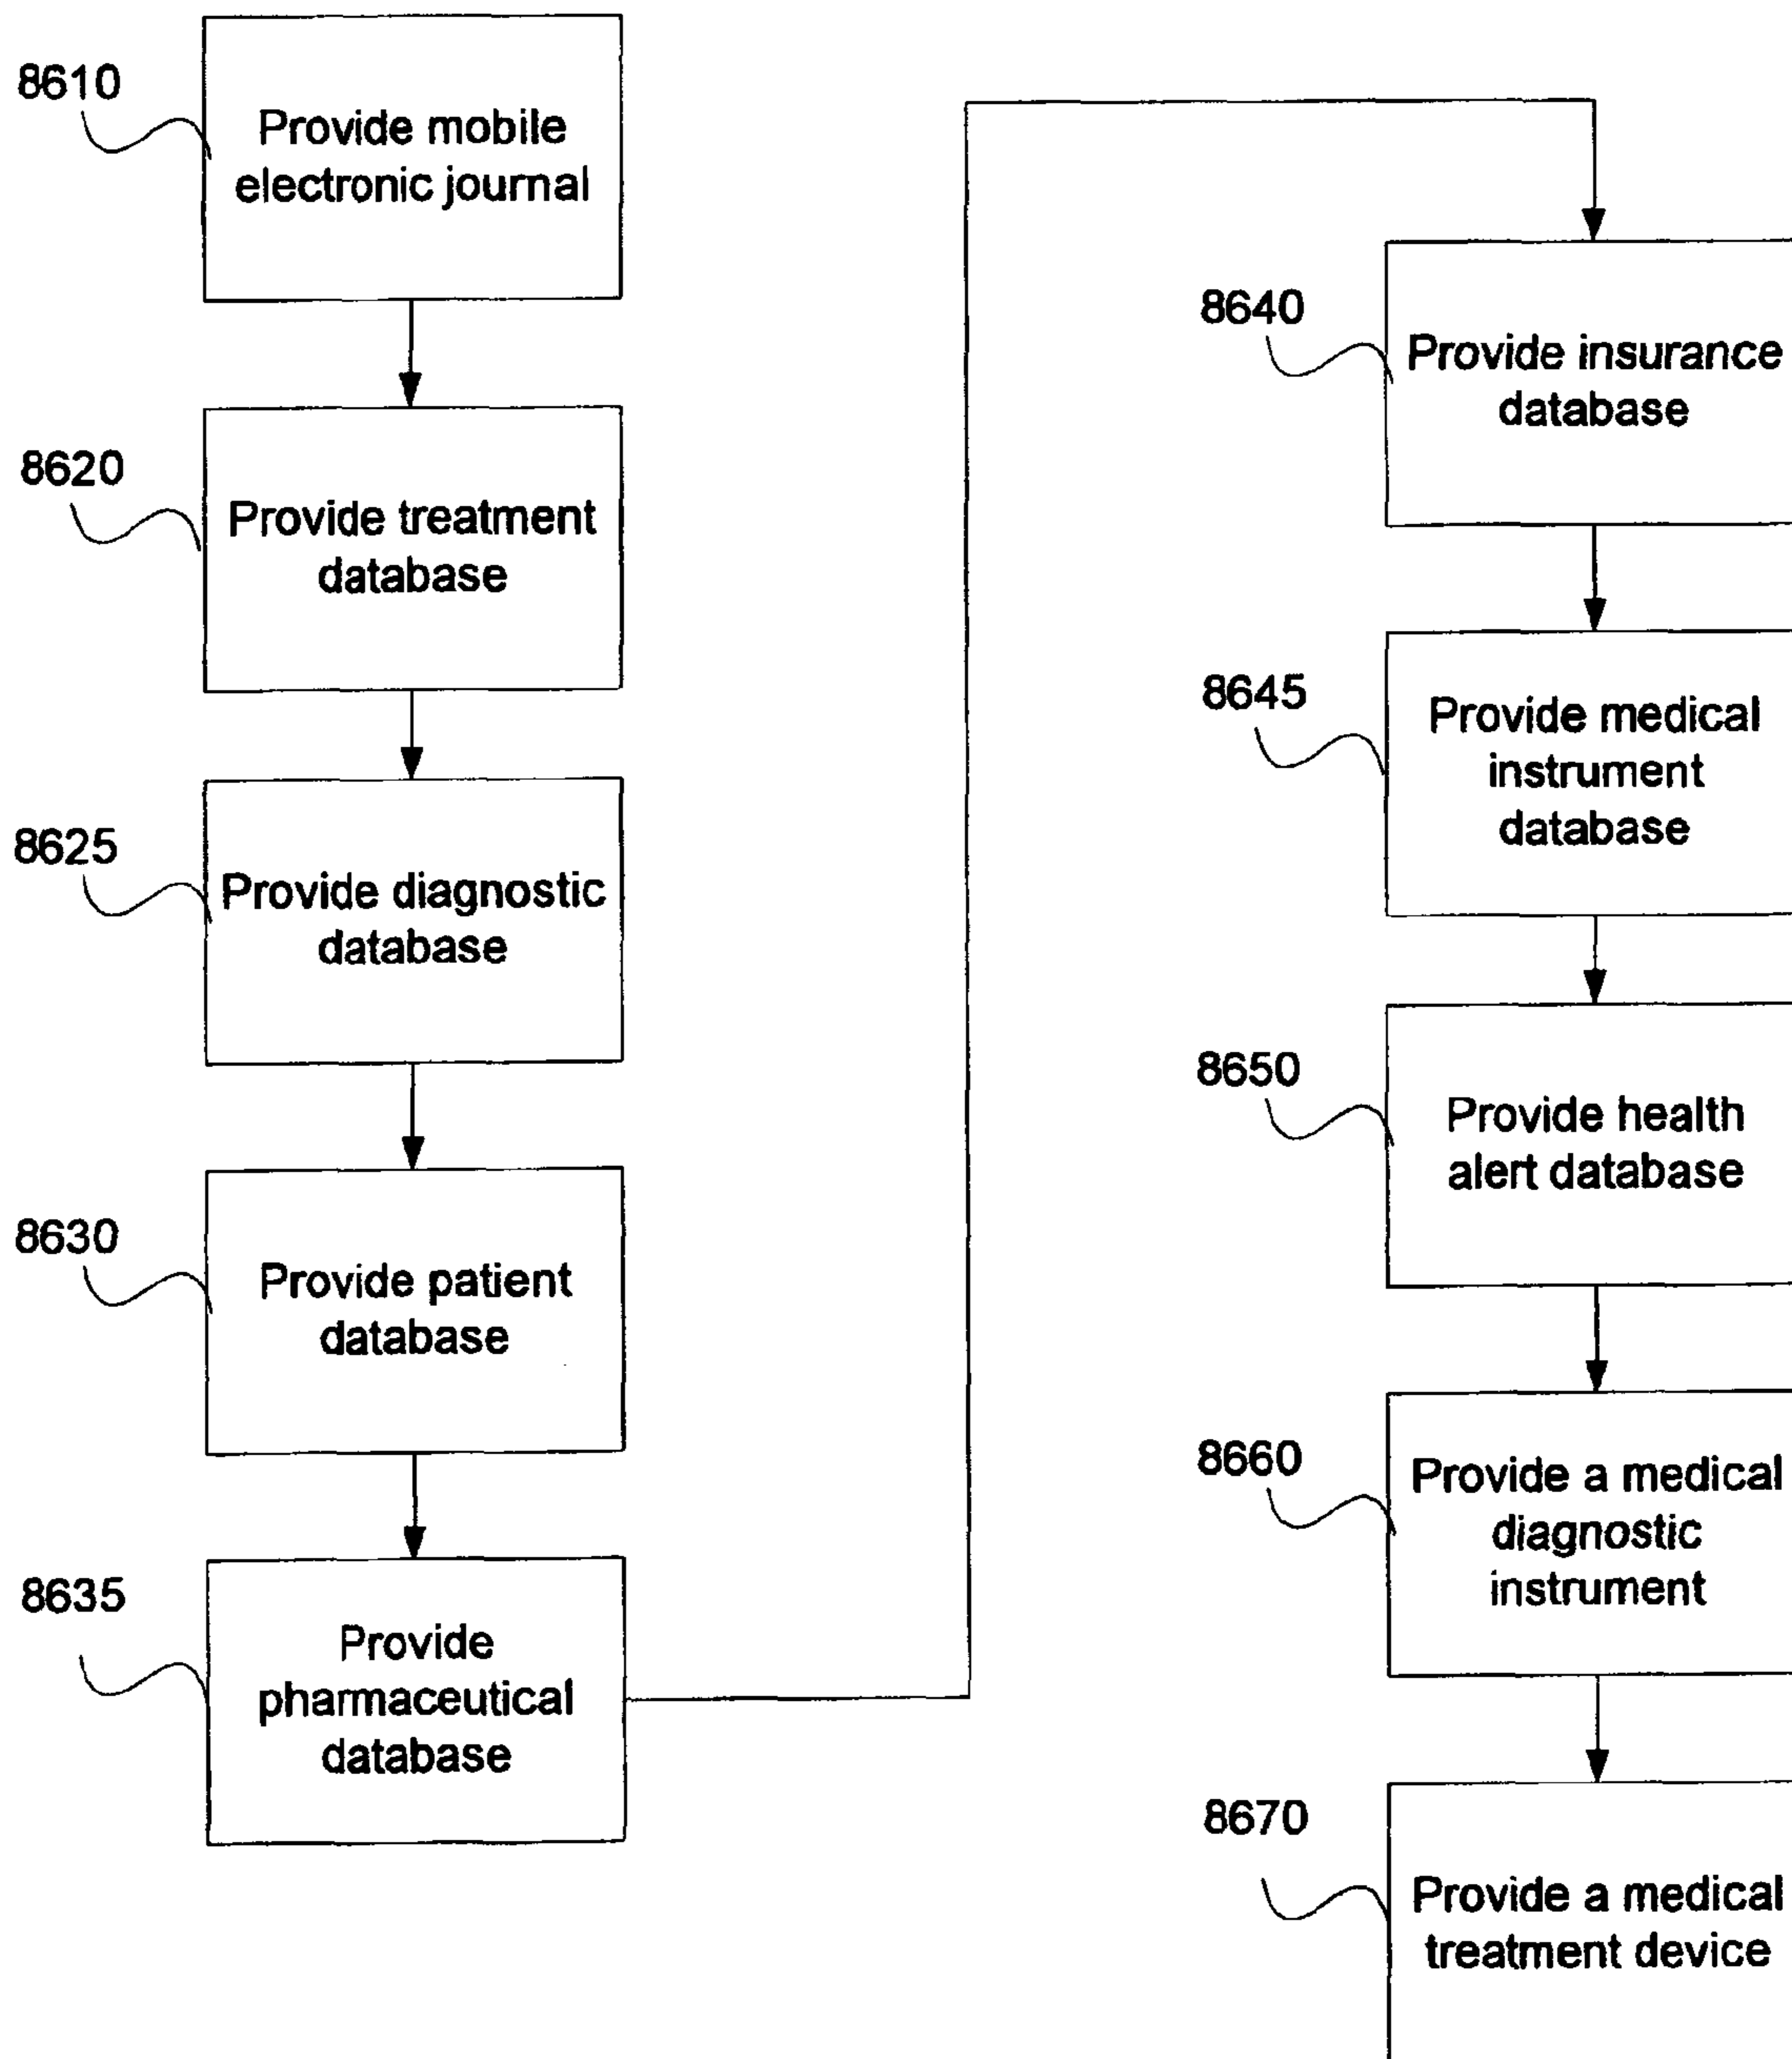 8610
Provide mobile
electronic journal
8620
Provide treatment
database
8625
Provide diagnostic
database
8630
Provide patient
database
8635
Provide
pharmaceutical
database
8640
Provide insurance
database
8645
Provide medical
instrument
database
8650
Provide health
alert database
8660
Provide a medical
diagnostic
instrument
8670
Provide a medical
treatment device